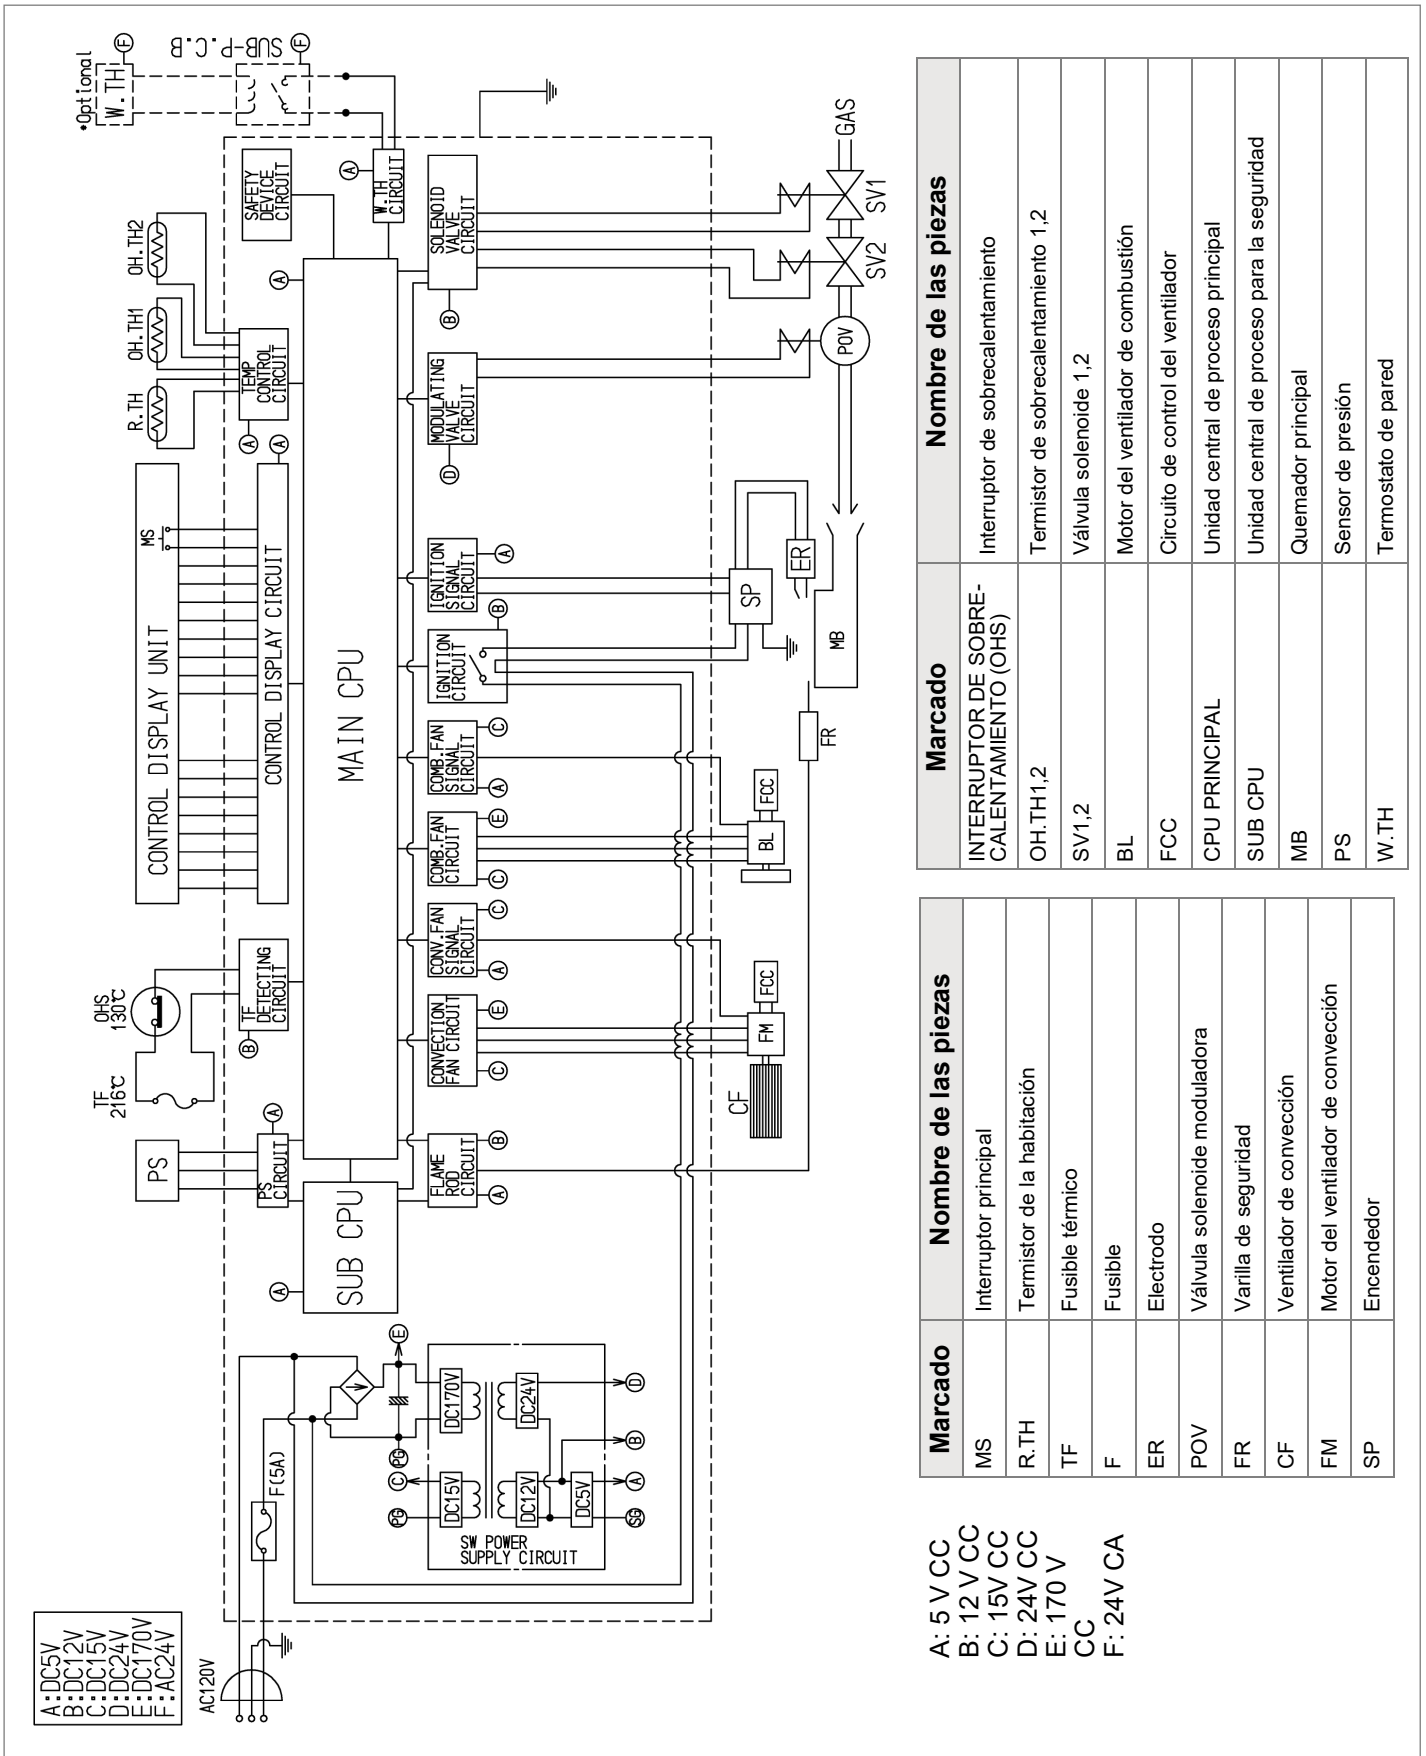 A:DC5V
B:DC12V
C:DC15V
D:DC24V
E:DC170V
F:AC24V
AC120V
F(5A)
PS
TF
216℃
OHS
130℃
CONTROL DISPLAY UNIT
MS
R.TH
OH.TH1
OH.TH2
*Optional
W.TH
F
SUB-P.C.B
F
PS
CIRCUIT
A
B
TF
DETECTING
CIRCUIT
CONTROL DISPLAY CIRCUIT
A
A
TEMP
CONTROL
CIRCUIT
A
SAFETY
DEVICE
CIRCUIT
A
W.TH
CIRCUIT
A
SUB CPU
MAIN CPU
E
PG
C
PG
DC15V
DC170V
DC12V
DC24V
DC5V
SW POWER
SUPPLY CIRCUIT
SG
A
B
D
FLAME
ROD
CIRCUIT
A
B
CONVECTION
FAN CIRCUIT
C
E
CONV.FAN
SIGNAL
CIRCUIT
A
C
COMB.FAN
CIRCUIT
C
E
COMB.FAN
SIGNAL
CIRCUIT
A
C
IGNITION
CIRCUIT
B
IGNITION
SIGNAL
CIRCUIT
A
MODULATING
VALVE
CIRCUIT
D
SOLENOID
VALVE
CIRCUIT
B
CF
FM
FCC
BL
FCC
FR
SP
ER
MB
POV
SV2
SV1
GAS
A: 5 V CC
B: 12 V CC
C: 15V CC
D: 24V CC
E: 170 V
CC
F: 24V CA
Marcado Nombre de las piezas
MS Interruptor principal
R.TH Termistor de la habitación
TF Fusible térmico
F Fusible
ER Electrodo
POV Válvula solenoide moduladora
FR Varilla de seguridad
CF Ventilador de convección
FM Motor del ventilador de convección
SP Encendedor
Marcado Nombre de las piezas
INTERRUPTOR DE SOBRE-
CALENTAMIENTO (OHS) Interruptor de sobrecalentamiento
OH.TH1,2 Termistor de sobrecalentamiento 1,2
SV1,2 Válvula solenoide 1,2
BL Motor del ventilador de combustión
FCC Circuito de control del ventilador
CPU PRINCIPAL Unidad central de proceso principal
SUB CPU Unidad central de proceso para la seguridad
MB Quemador principal
PS Sensor de presión
W.TH Termostato de pared